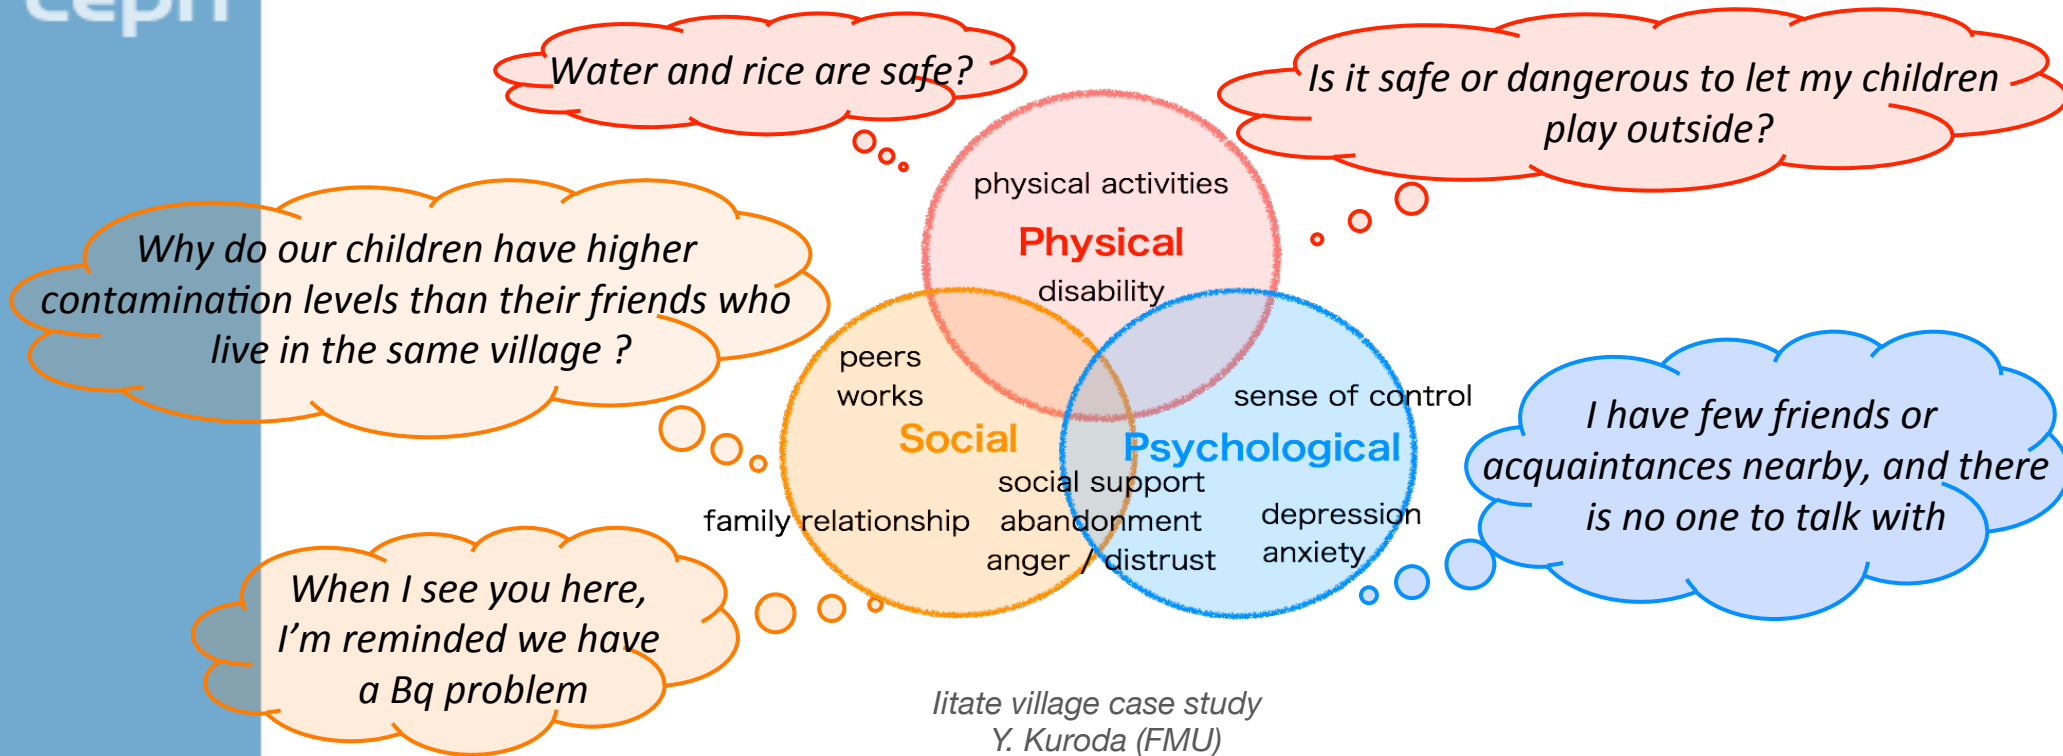 cepn
Water and rice are safe?
Is it safe or dangerous to let my children
play outside?
physical activities
Physical
disability
Why do our children have higher
contamination levels than their friends who
live in the same village ?
peers
works
Social
sense of control
Psychological
social support
family relationship
abandonment
anger / distrust
depression
anxiety
I have few friends or
acquaintances nearby, and there
is no one to talk with
When I see you here,
I’m reminded we have
a Bq problem
Iitate village case study
Y. Kuroda (FMU)